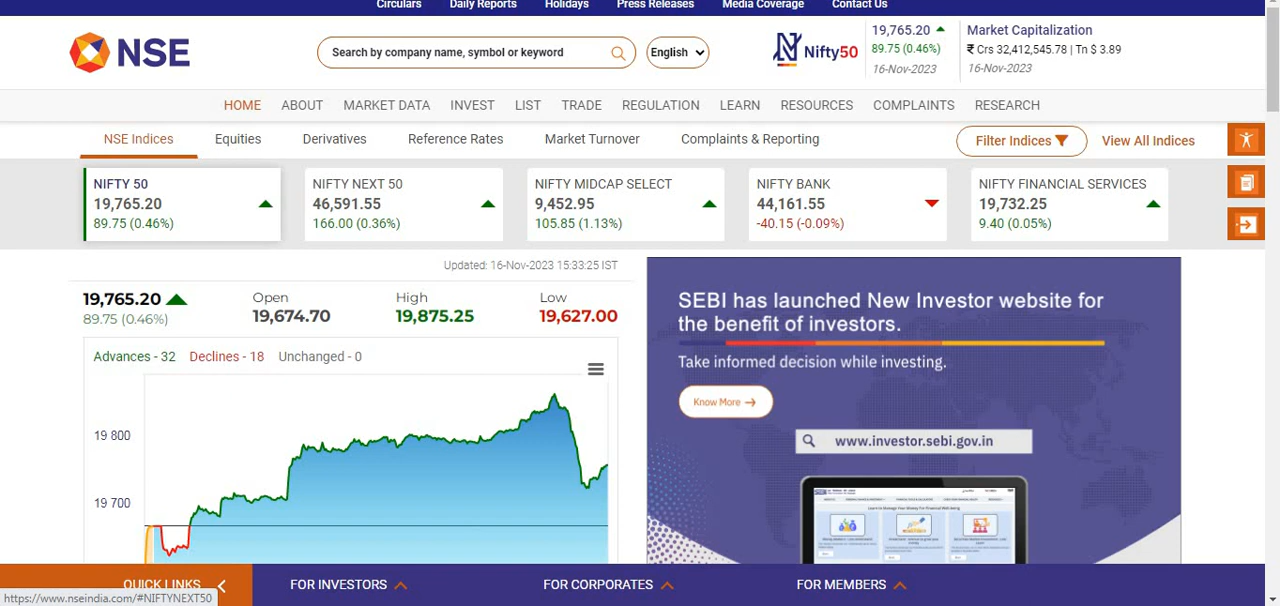 Circulars Daily Reports Holidays Press Releases Media Coverage Contact Us
NSE
Search by company name, symbol or keyword
English
Nifty50
19,765.20
89.75 (0.46%)
16-Nov-2023
Market Capitalization
₹ Crs 32,412,545.78 | Tn $ 3.89
16-Nov-2023
HOME ABOUT MARKET DATA INVEST LIST TRADE REGULATION LEARN RESOURCES COMPLAINTS RESEARCH
NSE Indices Equities Derivatives Reference Rates Market Turnover Complaints & Reporting Filter Indices View All Indices
NIFTY 50
19,765.20
89.75 (0.46%)
NIFTY NEXT 50
46,591.55
166.00 (0.36%)
NIFTY MIDCAP SELECT
9,452.95
105.85 (1.13%)
NIFTY BANK
44,161.55
-40.15 (-0.09%)
NIFTY FINANCIAL SERVICES
19,732.25
9.40 (0.05%)
Updated: 16-Nov-2023 15:33:25 IST
19,765.20
89.75 (0.46%)
Open
19,674.70
High
19,875.25
Low
19,627.00
Advances - 32 Declines - 18 Unchanged - 0
19 800
19 700
SEBI has launched New Investor website for
the benefit of investors.
Take informed decision while investing.
Know More →
www.investor.sebi.gov.in
QUICK LINKS FOR INVESTORS FOR CORPORATES FOR MEMBERS
https://www.nseindia.com/#NIFTYNEXT50